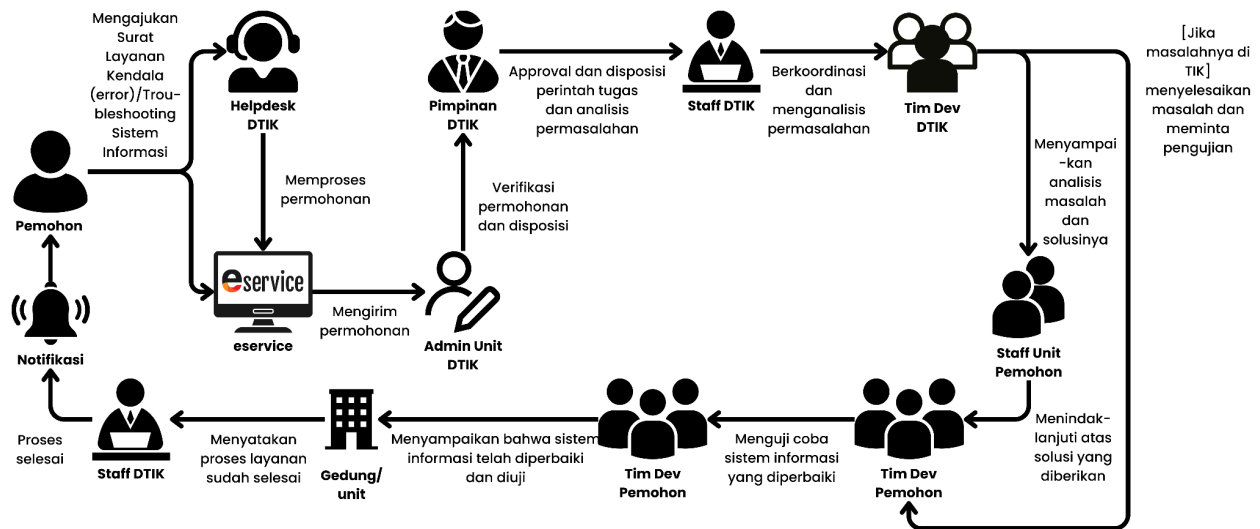 Mengajukan
Surat
Layanan
Kendala
(error)/Trou-
bleshooting
Sistem
Informasi
Pemohon
Helpdesk
DTIK
Memproses
permohonan
eservice
eservice
Mengirim
permohonan
Admin Unit
DTIK
Verifikasi
permohonan
dan disposisi
Pimpinan
DTIK
Approval dan disposisi
perintah tugas
dan analisis
permasalahan
Staff DTIK
Berkoordinasi
dan
menganalisis
permasalahan
Tim Dev
DTIK
[Jika
masalahnya di
TIK]
menyelesaikan
masalah dan
meminta
pengujian
Menyampai
-kan
analisis
masalah
dan
solusinya
Staff Unit
Pemohon
Menindak-
lanjuti atas
solusi yang
diberikan
Tim Dev
Pemohon
Menguji coba
sistem informasi
yang diperbaiki
Tim Dev
Pemohon
Menyampaikan bahwa sistem
informasi telah diperbaiki
dan diuji
Gedung/
unit
Menyatakan
proses layanan
sudah selesai
Staff DTIK
Proses
selesai
Notifikasi